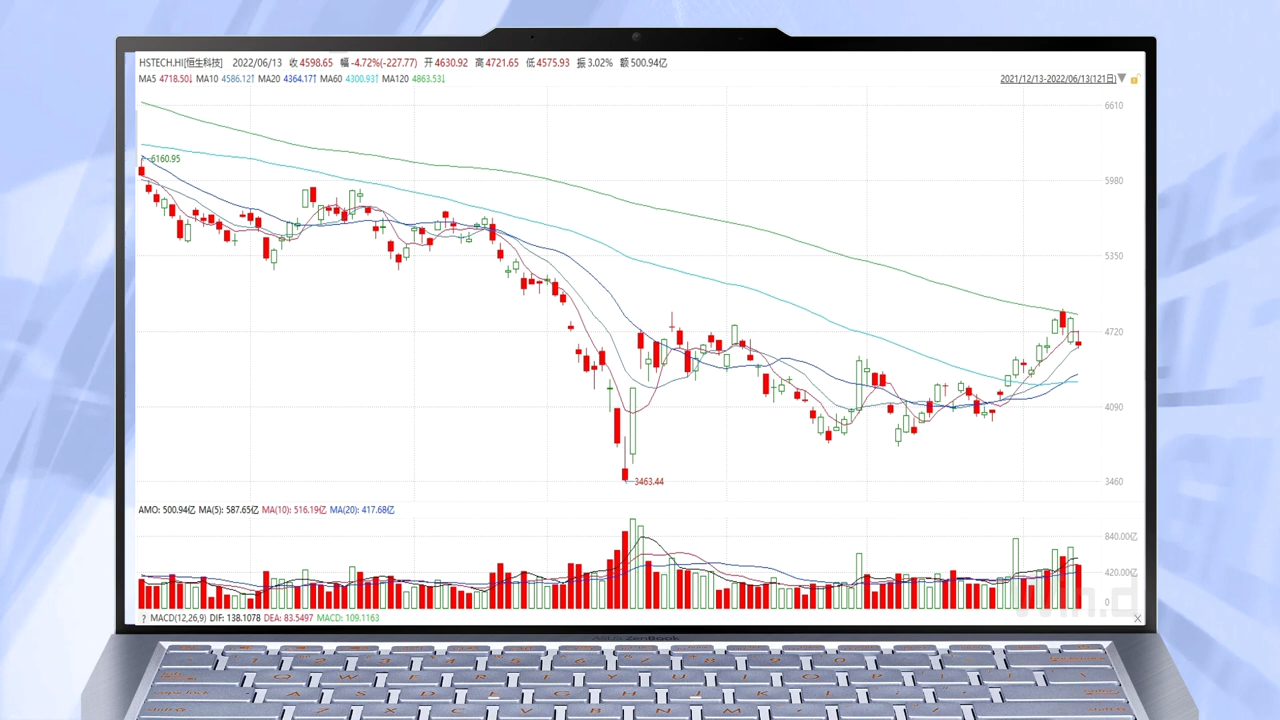 HSTECH.HI[恒生科技] 2022/06/13 收 4598.65 幅 -4.72%(-227.77) 开 4630.92 高 4721.65 低 4575.93 振 3.02% 额 500.94亿
MA5 4718.50↓ MA10 4586.12↑ MA20 4364.17↑ MA60 4300.93↑ MA120 4863.53↓
2021/12/13-2022/06/13(121日)▼
6610
6160.95
5980
5350
4720
4090
3463.44
3460
AMO: 500.94亿 MA(5): 587.65亿 MA(10): 516.19亿 MA(20): 417.68亿
840.00亿
420.00亿
0
? MACD(12,26,9) DIF: 138.1078 DEA: 83.5497 MACD: 109.1163 X
ASUS ZenBook